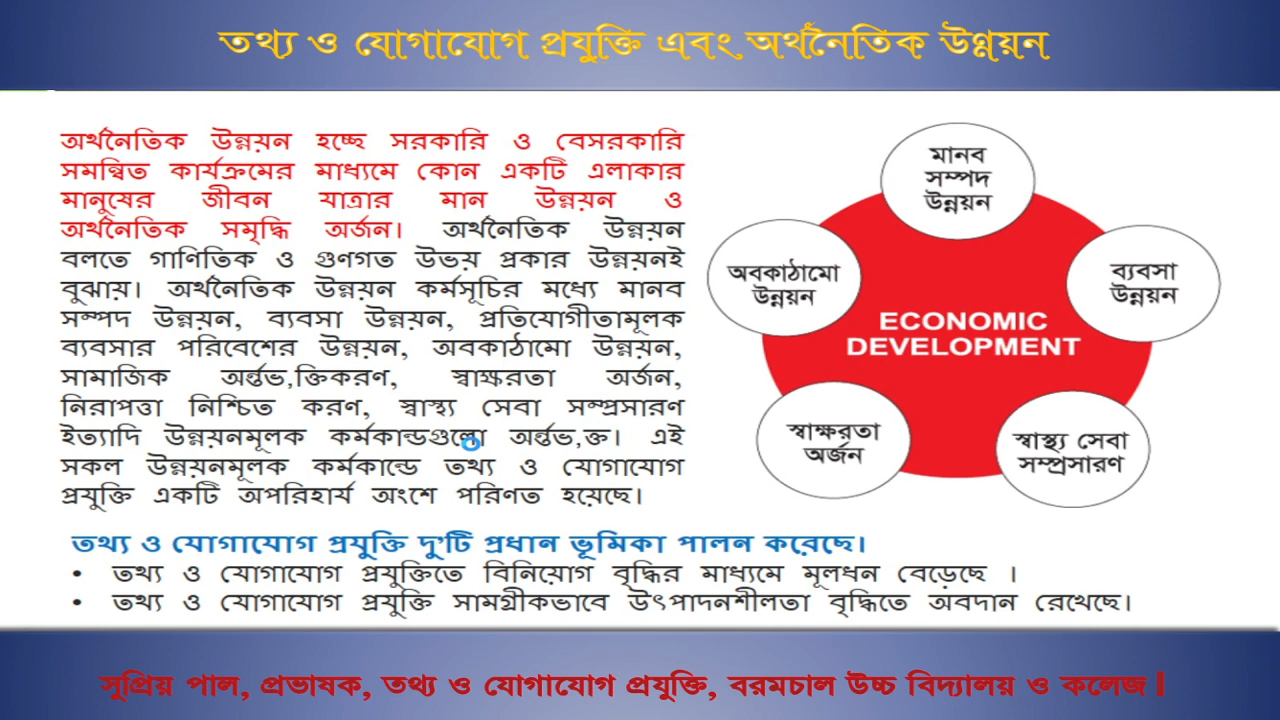 তথ্য ও যোগাযোগ প্রযুক্তি এবং অর্থনৈতিক উণ্ণয়ন
অর্থনৈতিক উন্নয়ন হচ্ছে সরকারি ও বেসরকারি
সমন্বিত কার্যক্রমের মাধ্যমে কোন একটি এলাকার
মানুষের জীবন যাত্রার মান উন্নয়ন ও
অর্থনৈতিক সমৃদ্ধি অর্জন। অর্থনৈতিক উন্নয়ন
বলতে গাণিতিক ও গুণগত উভয় প্রকার উন্নয়নই
বুঝায়। অর্থনৈতিক উন্নয়ন কর্মসূচির মধ্যে মানব
সম্পদ উন্নয়ন, ব্যবসা উন্নয়ন, প্রতিযোগীতামূলক
ব্যবসার পরিবেশের উন্নয়ন, অবকাঠামো উন্নয়ন,
সামাজিক অর্ন্তভ‚ক্তিকরণ, স্বাক্ষরতা অর্জন,
নিরাপত্তা নিশ্চিত করণ, স্বাস্থ্য সেবা সম্প্রসারণ
ইত্যাদি উন্নয়নমূলক কর্মকান্ডগুলো অর্ন্তভ‚ক্ত। এই
সকল উন্নয়নমূলক কর্মকান্ডে তথ্য ও যোগাযোগ
প্রযুক্তি একটি অপরিহার্য অংশে পরিণত হয়েছে।
মানব
সম্পদ
উন্নয়ন
অবকাঠামো
উন্নয়ন
ব্যবসা
উন্নয়ন
ECONOMIC
DEVELOPMENT
স্বাক্ষরতা
অর্জন
স্বাস্থ্য সেবা
সম্প্রসারণ
তথ্য ও যোগাযোগ প্রযুক্তি দু’টি প্রধান ভূমিকা পালন করেছে।
• তথ্য ও যোগাযোগ প্রযুক্তিতে বিনিয়োগ বৃদ্ধির মাধ্যমে মূলধন বেড়েছে ।
• তথ্য ও যোগাযোগ প্রযুক্তি সামগ্রীকভাবে উৎপাদনশীলতা বৃদ্ধিতে অবদান রেখেছে।
সুপ্রিয় পাল, প্রভাষক, তথ্য ও যোগাযোগ প্রযুক্তি, বরমচাল উচ্চ বিদ্যালয় ও কলেজ।